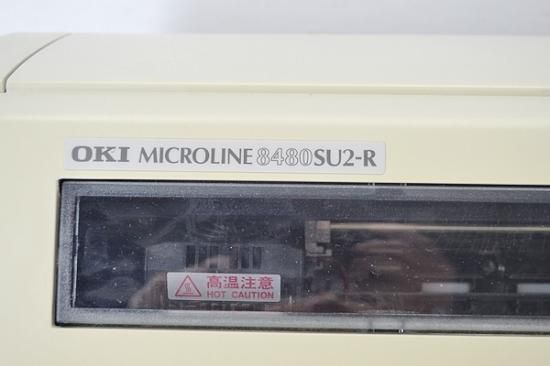 OKI MICROLINE 8480SU2-R
高温注意
HOT CAUTION